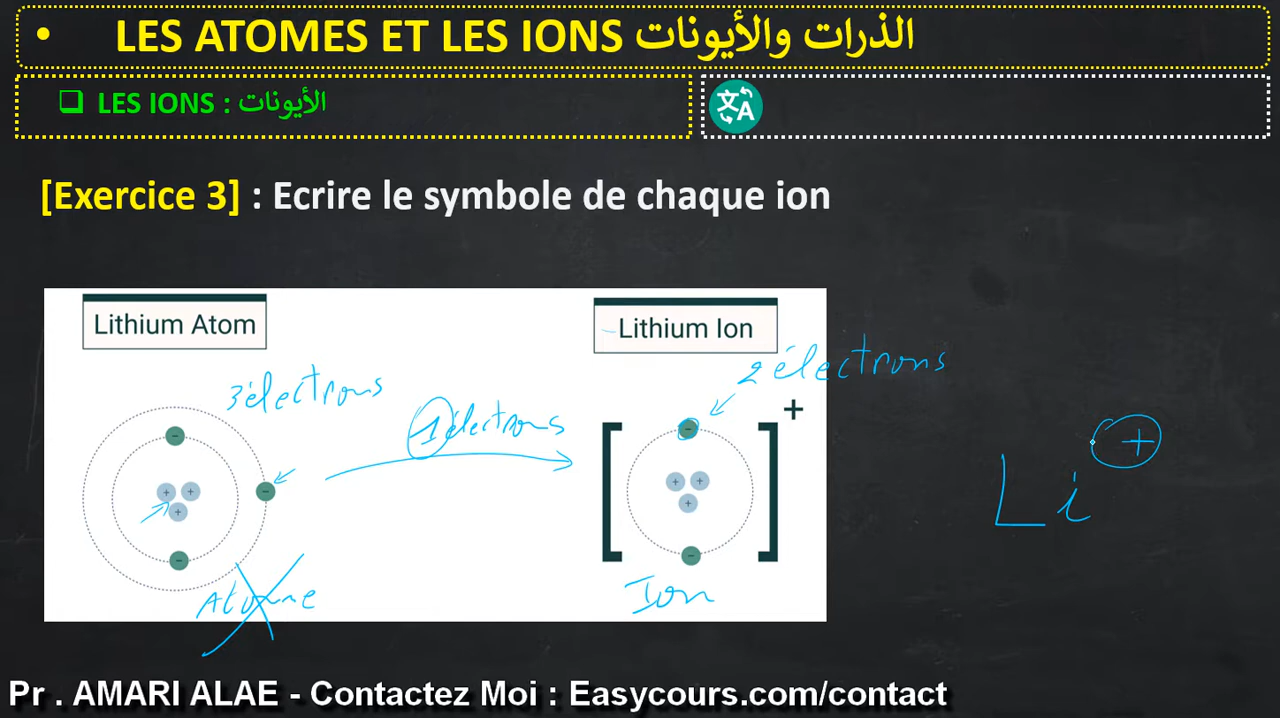 • LES ATOMES ET LES IONS الذرات والأيونات
❑ LES IONS : الأيونات
文A
[Exercice 3] : Ecrire le symbole de chaque ion
Lithium Atom
Lithium Ion
3 électrons
1 électrons
2 électrons
+
Li+
Atome
Ion
Pr . AMARI ALAE - Contactez Moi : Easycours.com/contact